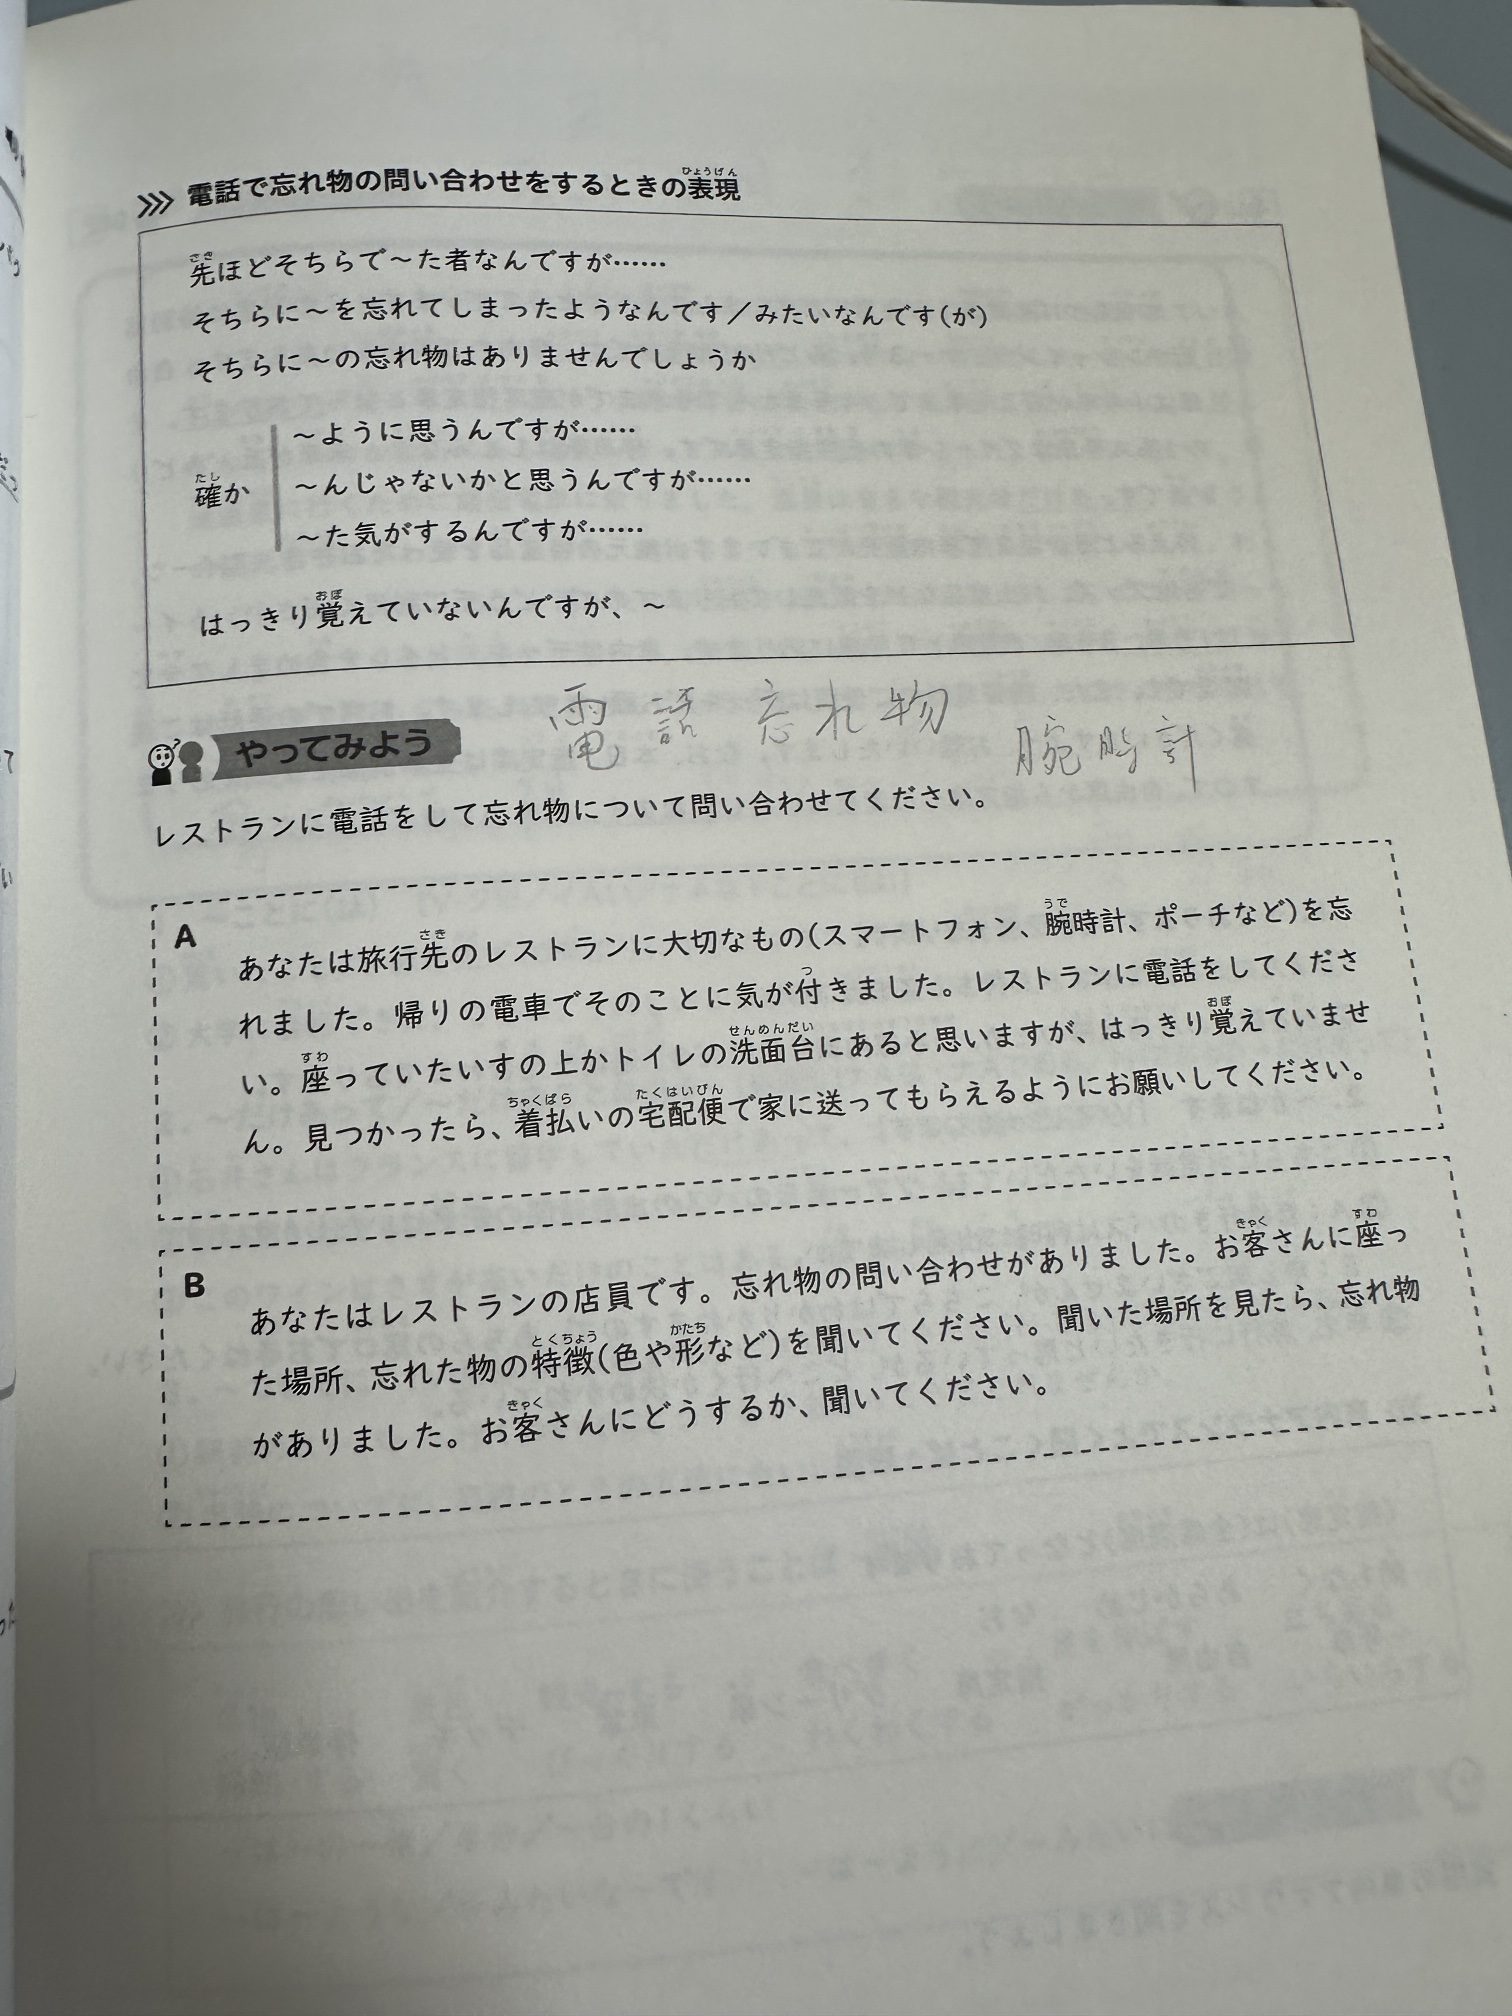 電話で忘れ物の問い合わせをするときの表現
先ほどそちらで～た者なんですが……
そちらに～を忘れてしまったようなんです／みたいなんです(が)
そちらに～の忘れ物はありませんでしょうか
～ように思うんですが……
確か
～んじゃないかと思うんですが……
～た気がするんですが……
はっきり覚えていないんですが、～
電話 忘れ物
腕時計
やってみよう
レストランに電話をして忘れ物について問い合わせてください。
A
あなたは旅行先のレストランに大切なもの(スマートフォン、腕時計、ポーチなど)を忘
れました。帰りの電車でそのことに気が付きました。レストランに電話をしてくださ
い。座っていたいすの上かトイレの洗面台にあると思いますが、はっきり覚えていませ
ん。見つかったら、着払いの宅配便で家に送ってもらえるようにお願いしてください。
B
あなたはレストランの店員です。忘れ物の問い合わせがありました。お客さんに座っ
た場所、忘れた物の特徴(色や形など)を聞いてください。聞いた場所を見たら、忘れ物
がありました。お客さんにどうするか、聞いてください。